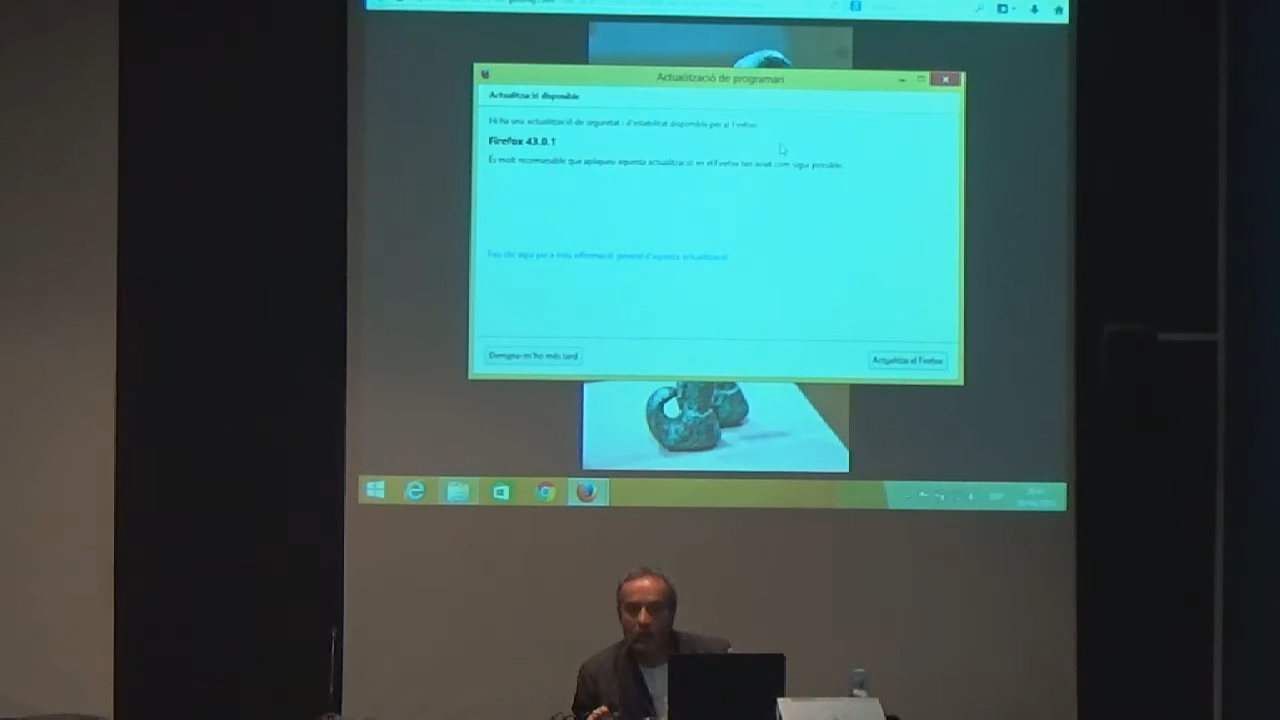 Actualització de programari
Actualització disponible
Hi ha una actualització de seguretat i d'estabilitat disponible per al Firefox:
Firefox 43.0.1
És molt recomanable que apliqueu aquesta actualització en el Firefox tan aviat com sigui possible.
Feu clic aquí per a més informació general d'aquesta actualització
Demana-m'ho més tard
Actualitza el Firefox